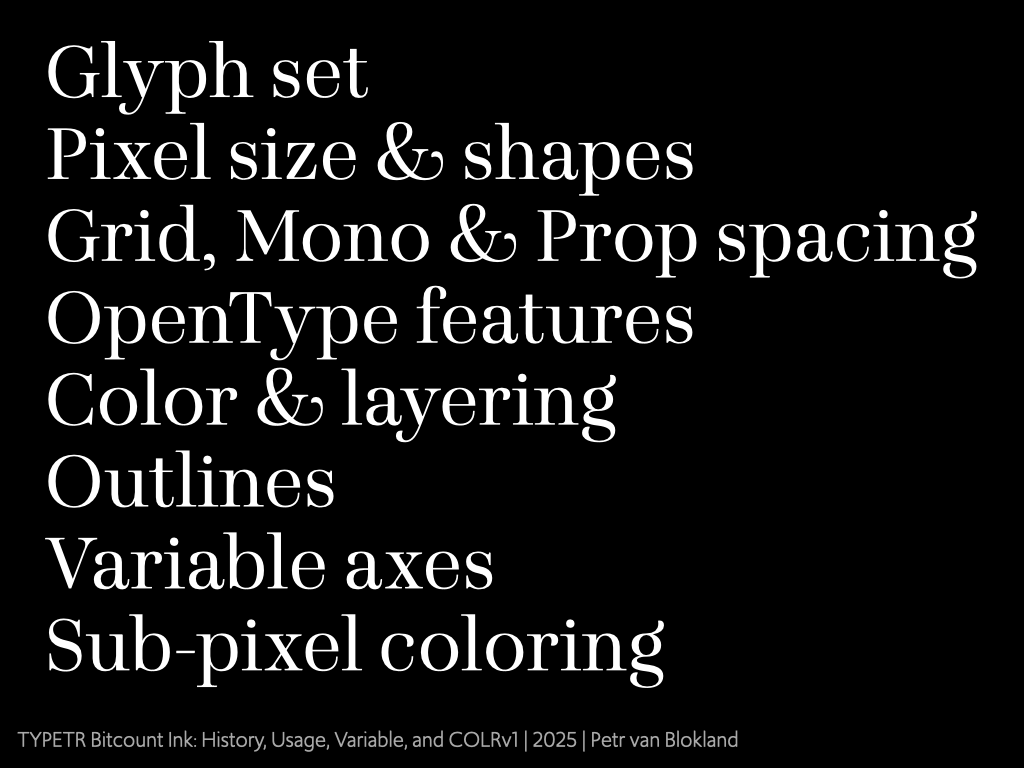 Glyph set
Pixel size & shapes
Grid, Mono & Prop spacing
OpenType features
Color & layering
Outlines
Variable axes
Sub-pixel coloring
TYPETR Bitcount Ink: History, Usage, Variable, and COLRv1 | 2025 | Petr van Blokland